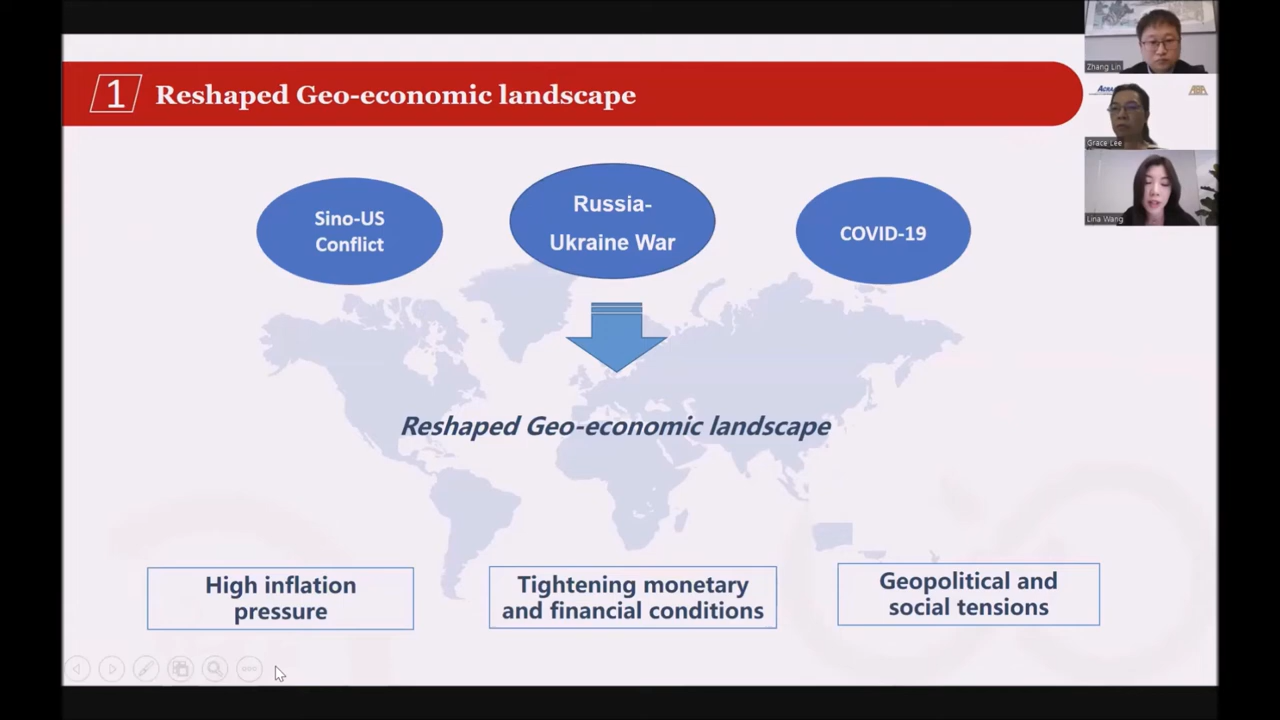 1
Reshaped Geo-economic landscape
Zhang Lin
Grace Lee
Lina Wang
Sino-US
Conflict
Russia-
Ukraine War
COVID-19
Reshaped Geo-economic landscape
High inflation
pressure
Tightening monetary
and financial conditions
Geopolitical and
social tensions